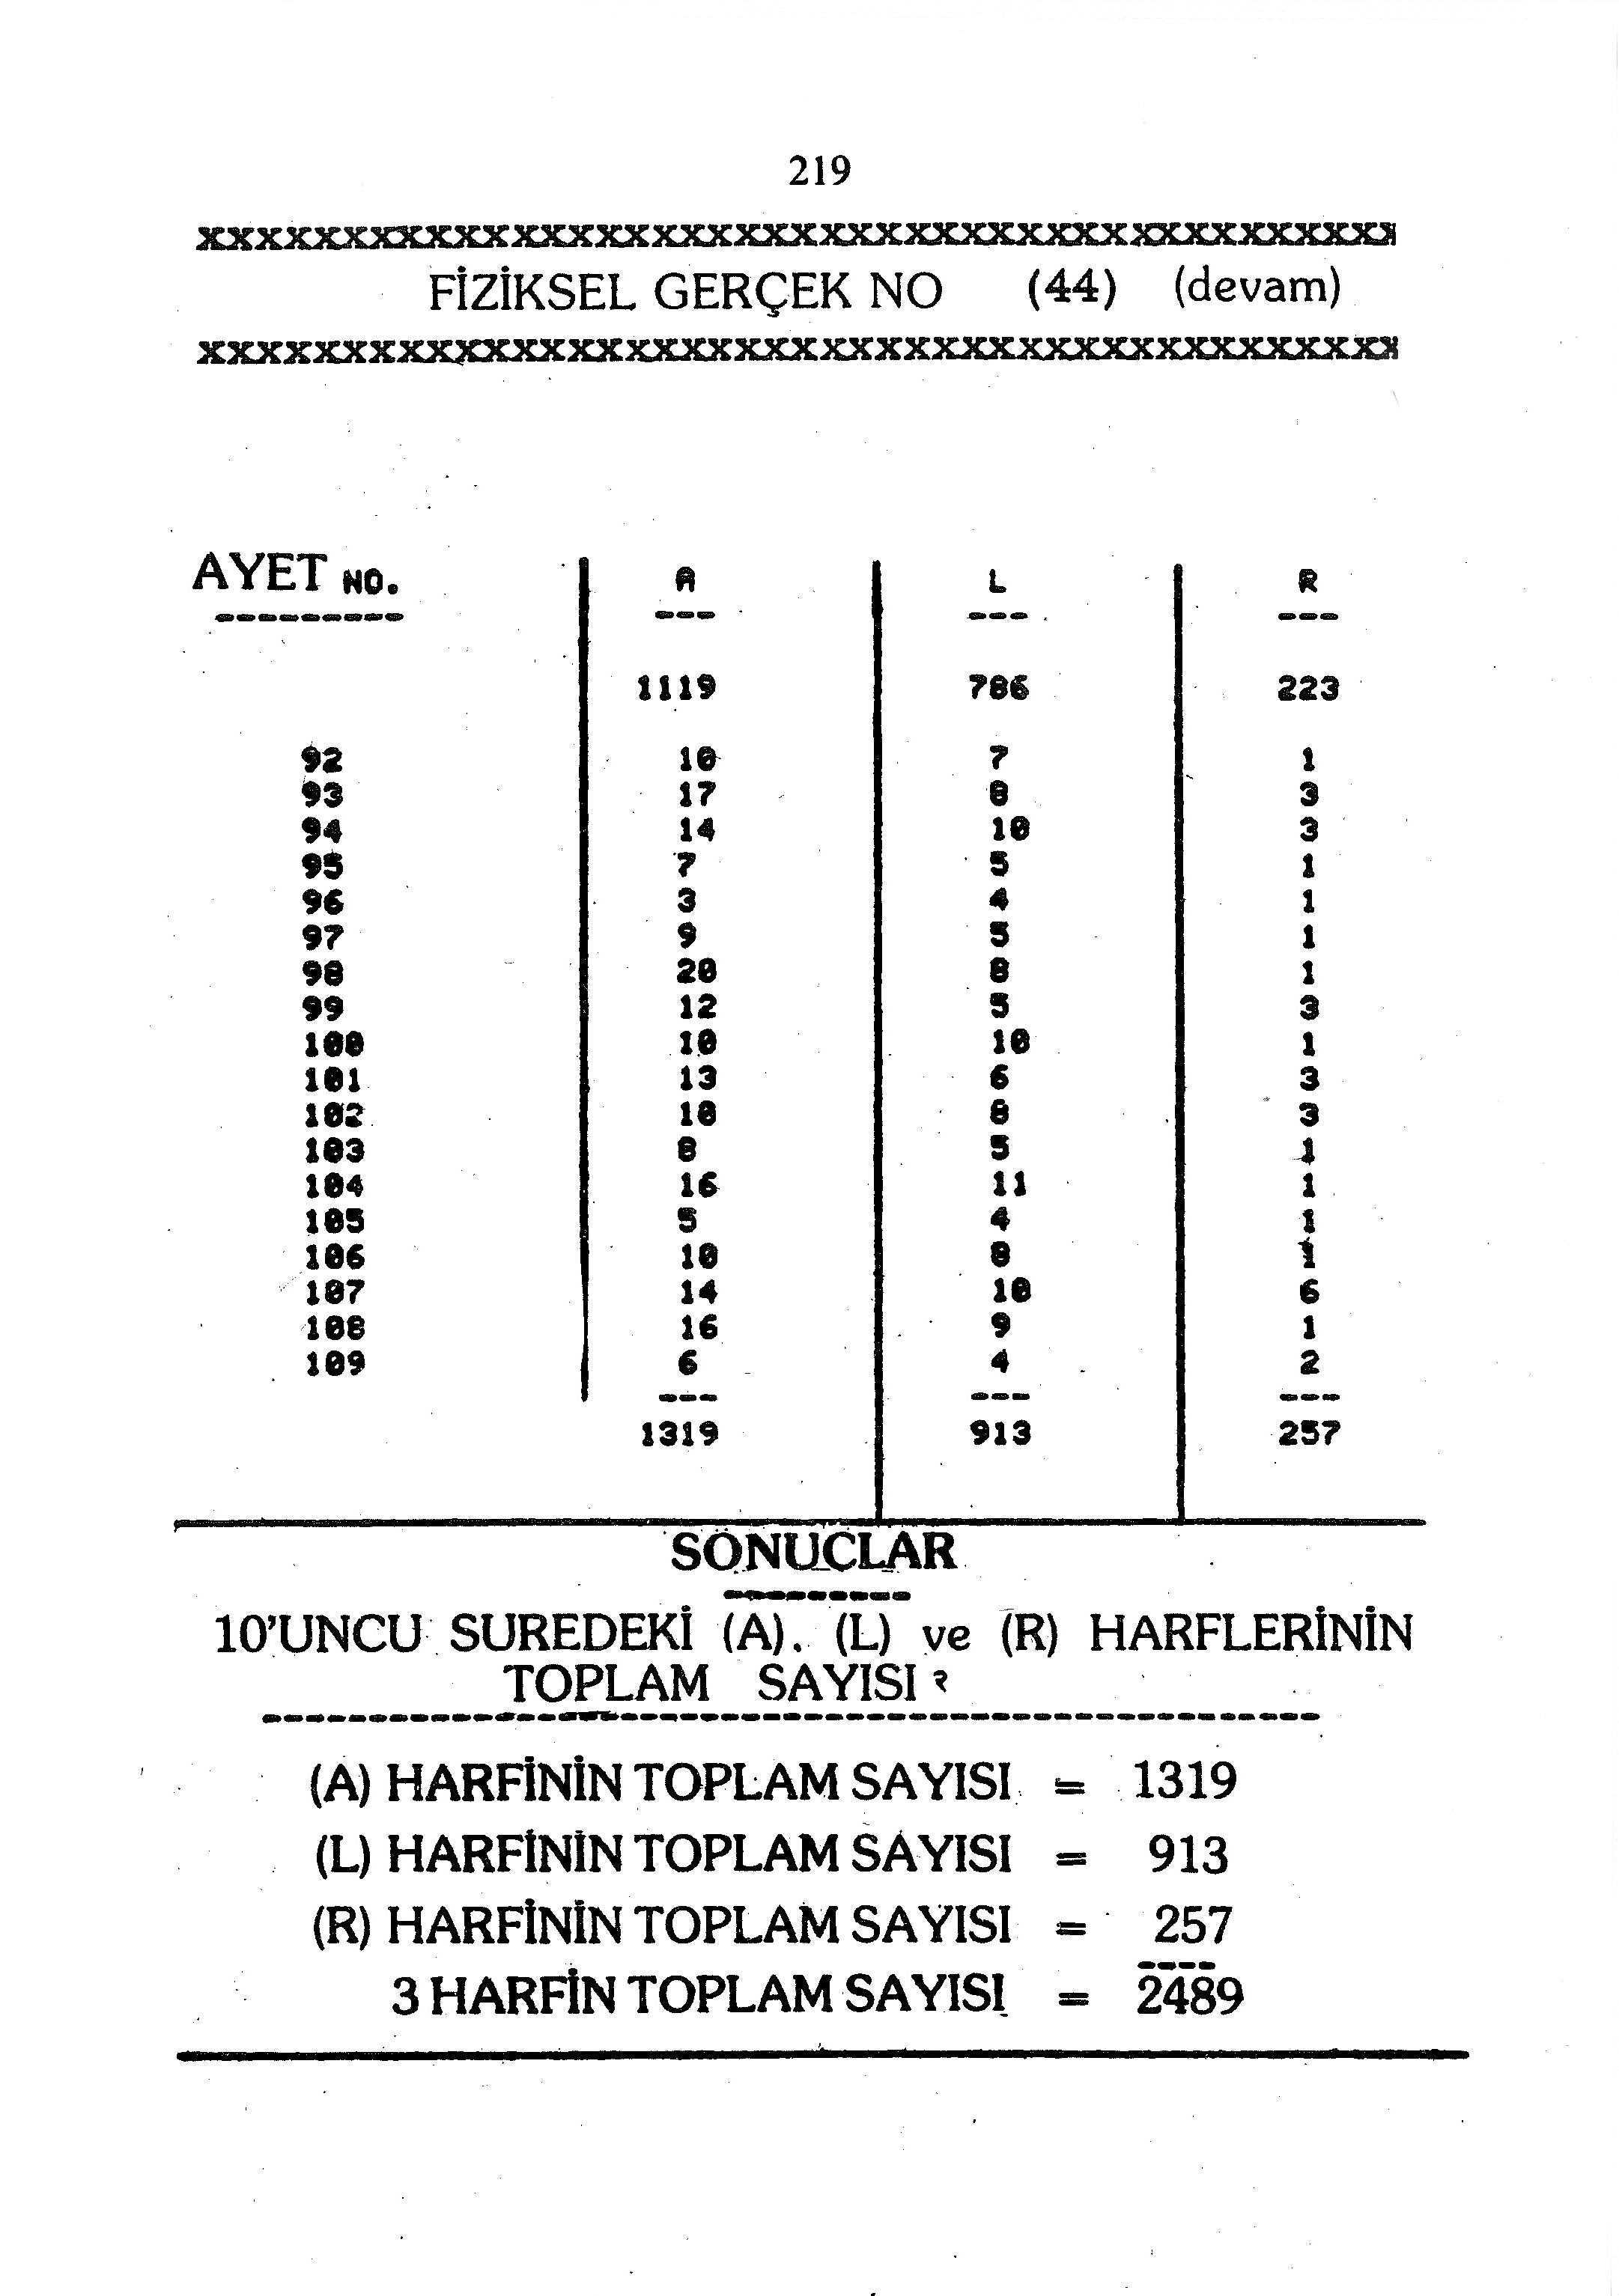 219
XXXXXXXXXXXXXXXXXXXXXXXXXXXXXXXXXXXXXXXXXX
FİZİKSEL GERÇEK NO (44) (devam)
XXXXXXXXXXXXXXXXXXXXXXXXXXXXXXXXXXXXXXXXXX
AYET NO. A L R
1119 786 223
92 10 7 1
93 17 8 3
94 14 10 3
95 7 5 1
96 3 4 1
97 9 5 1
98 20 8 1
99 12 5 3
100 10 10 1
101 13 6 3
102 10 8 3
103 8 5 1
104 16 11 1
105 5 4 1
106 10 8 1
107 14 10 6
108 16 9 1
109 6 4 2
1319 913 257
SONUÇLAR
10'UNCU SUREDEKİ (A). (L) ve (R) HARFLERİNİN
TOPLAM SAYISI ?
(A) HARFİNİN TOPLAM SAYISI = 1319
(L) HARFİNİN TOPLAM SAYISI = 913
(R) HARFİNİN TOPLAM SAYISI = 257
3 HARFİN TOPLAM SAYISI = 2489